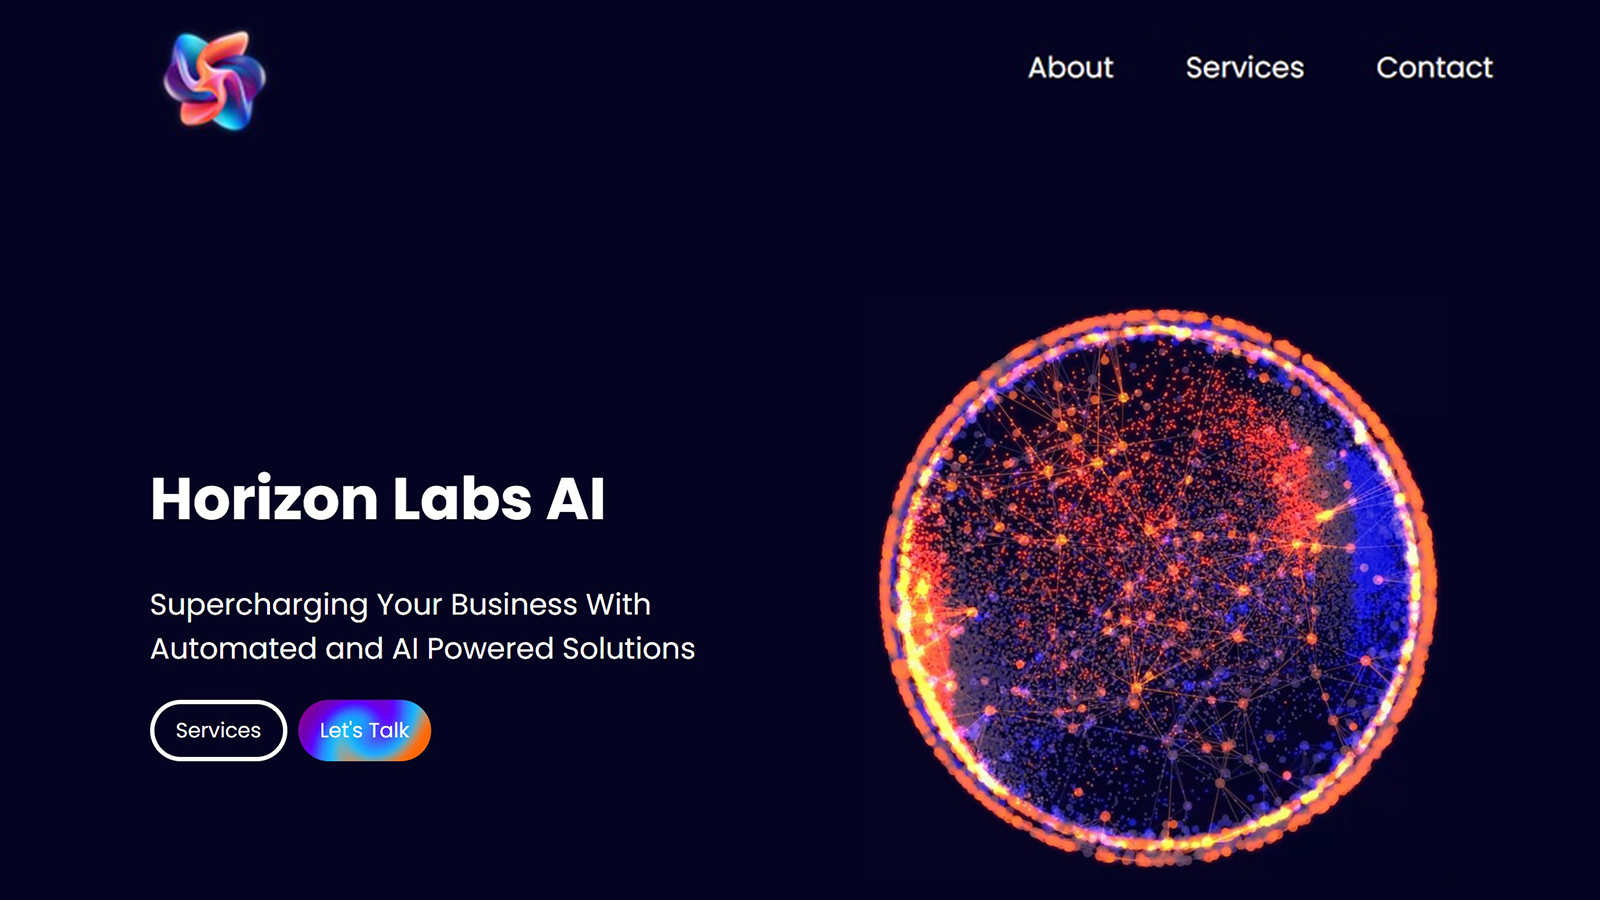 About
Services
Contact
Horizon Labs AI
Supercharging Your Business With
Automated and AI Powered Solutions
Services
Let's Talk